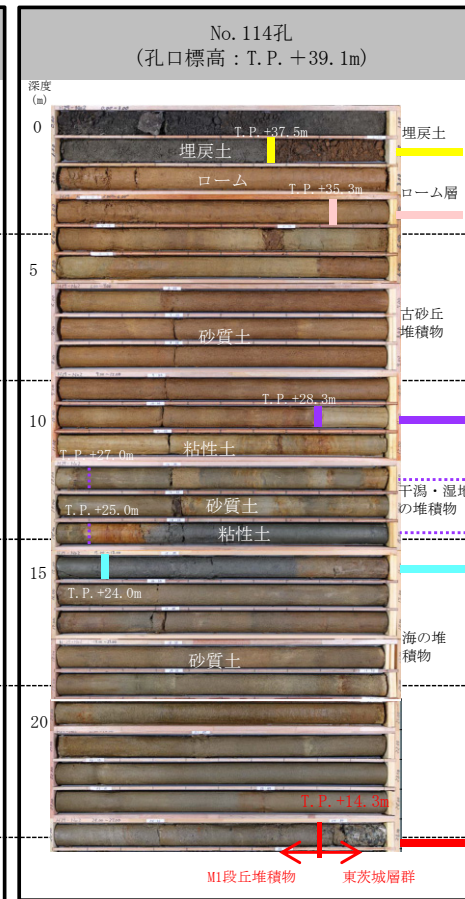 No.114孔
(孔口標高：T.P.＋39.1m)
深度
(m)
0
T.P.+37.5m
埋戻土
埋戻土
ローム
T.P.+35.3m
ローム層
5
古砂丘
堆積物
砂質土
T.P.+28.3m
10
粘性土
T.P.+27.0m
干潟・湿地
の堆積物
砂質土
T.P.+25.0m
粘性土
15
T.P.+24.0m
海の堆
積物
砂質土
20
T.P.+14.3m
M1段丘堆積物
東茨城層群